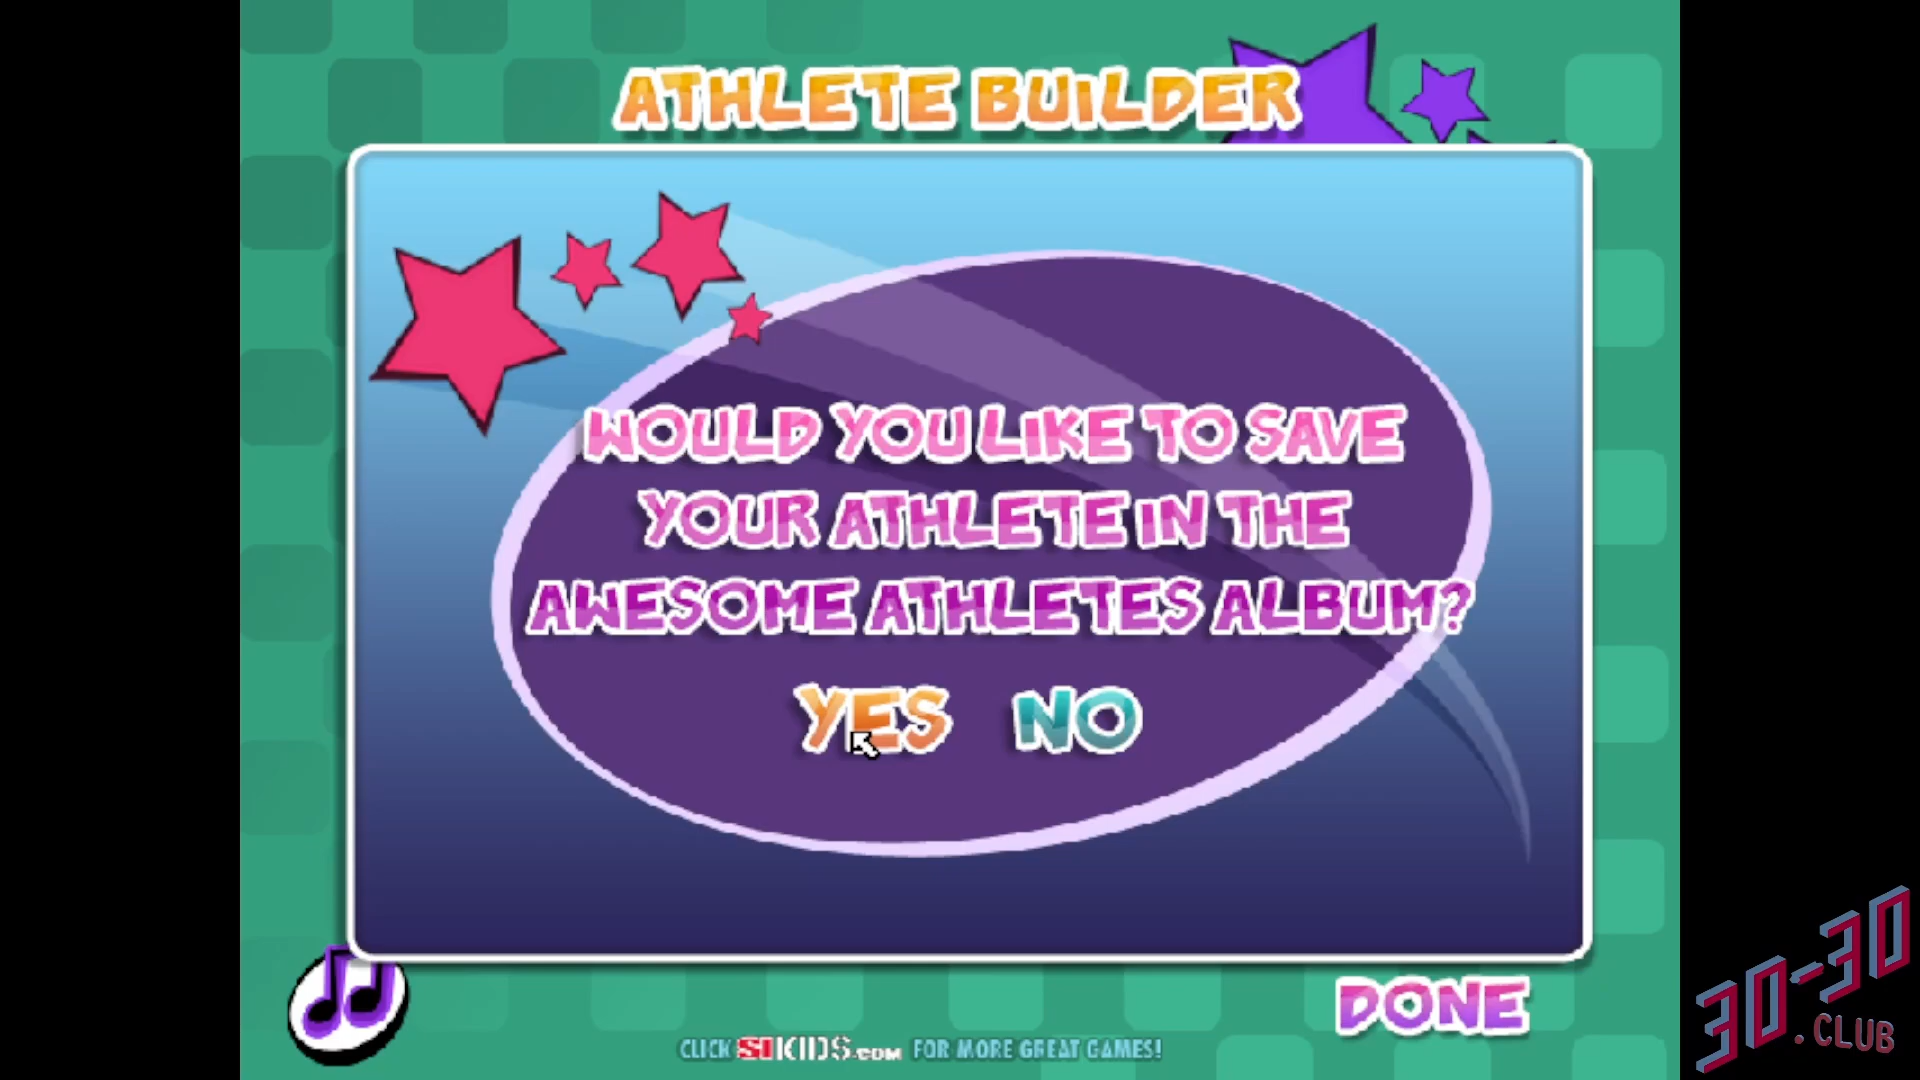 ATHLETE BUILDER
WOULD YOU LIKE TO SAVE
YOUR ATHLETE IN THE
AWESOME ATHLETES ALBUM?
YES NO
DONE
CLICK SIKIDS.COM FOR MORE GREAT GAMES!
30-30
.CLUB